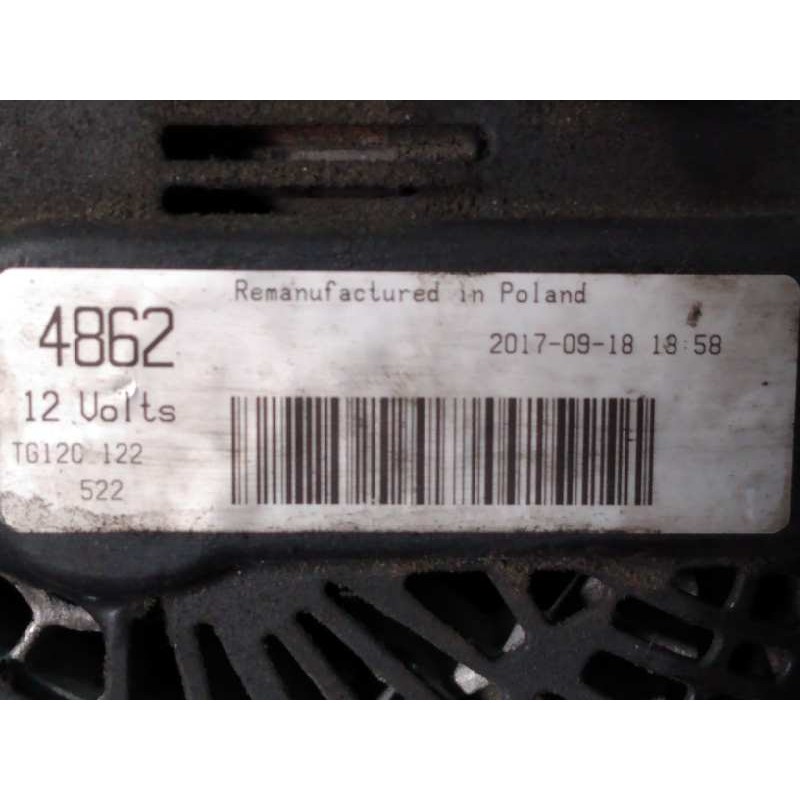 Remanufactured in Poland
4862
2017-09-18 18:58
12 Volts
TG12C 122
522